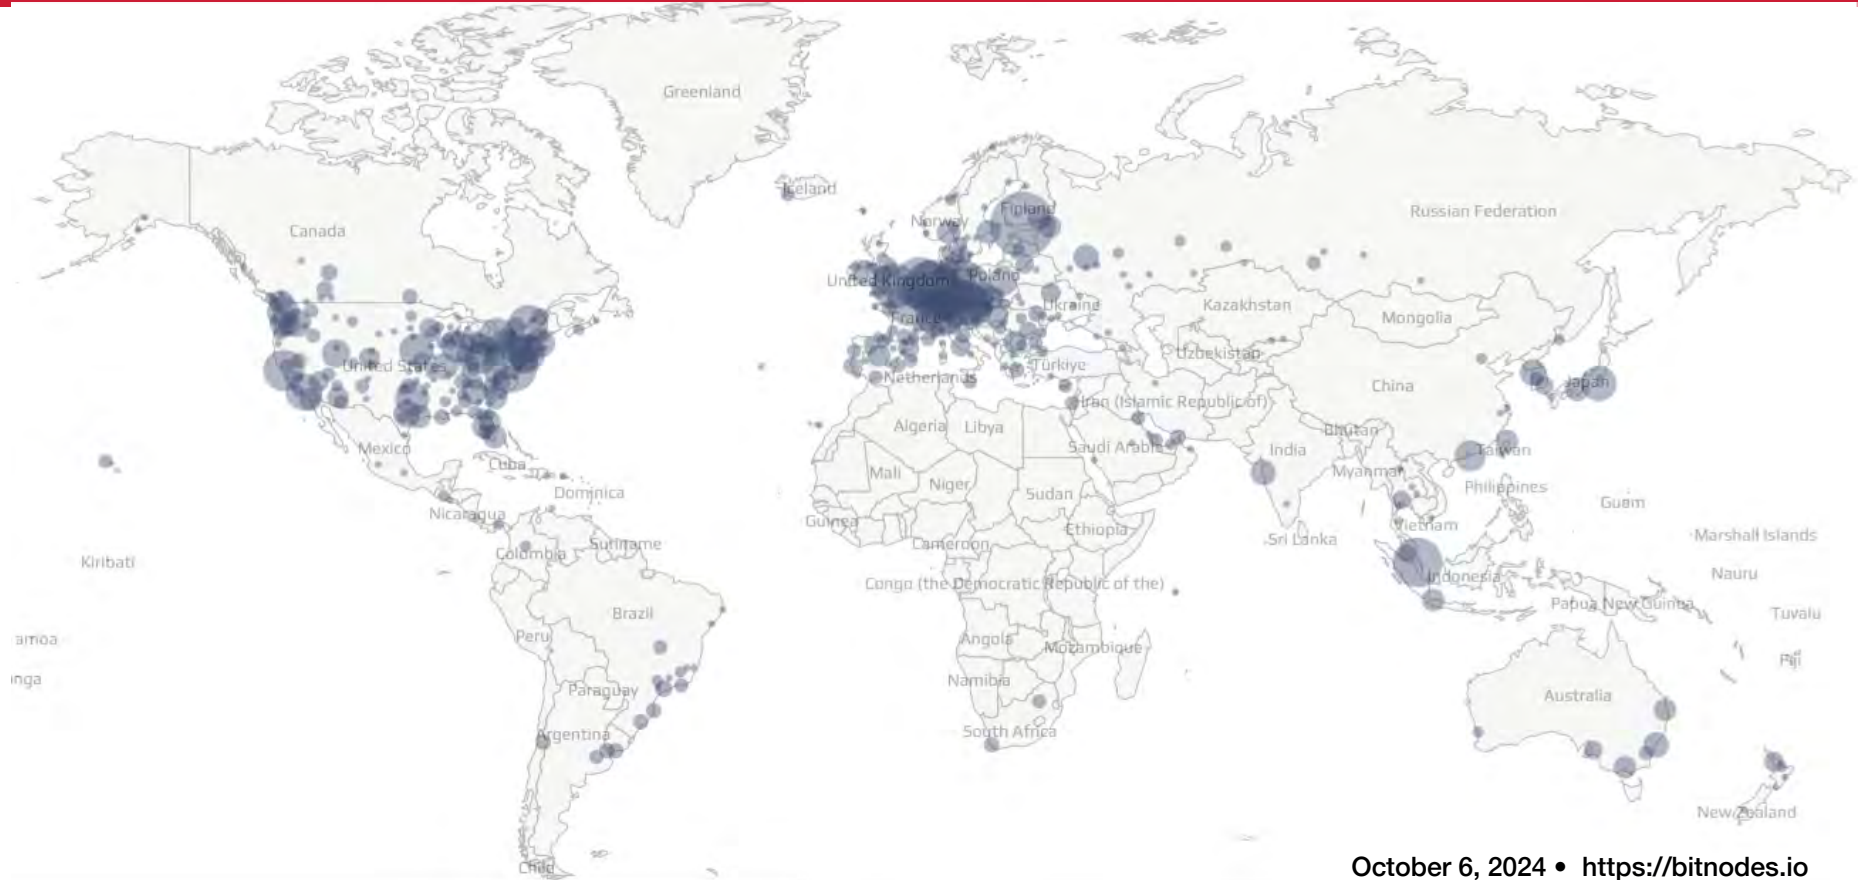 Greenland
Iceland
Finland
Norway
Russian Federation
Canada
United Kingdom
Poland
Ukraine
Kazakhstan
France
Mongolia
United States
Uzbekistan
Türkiye
Netherlands
China
Japan
Iran (Islamic Republic of)
Algeria
Libya
Bhutan
Mexico
Saudi Arabia
India
Taiwan
Cuba
Mali
Niger
Myanmar
Dominica
Sudan
Philippines
Guam
Nicaragua
Guinea
Ethiopia
Vietnam
Colombia
Suriname
Cameroon
Sri Lanka
Marshall Islands
Kiribati
Congo (the Democratic Republic of the)
Indonesia
Nauru
Brazil
Papua New Guinea
Tuvalu
amoa
Peru
Angola
Mozambique
Fiji
nga
Namibia
Paraguay
Australia
Argentina
South Africa
New Zealand
Chile
October 6, 2024 • https://bitnodes.io